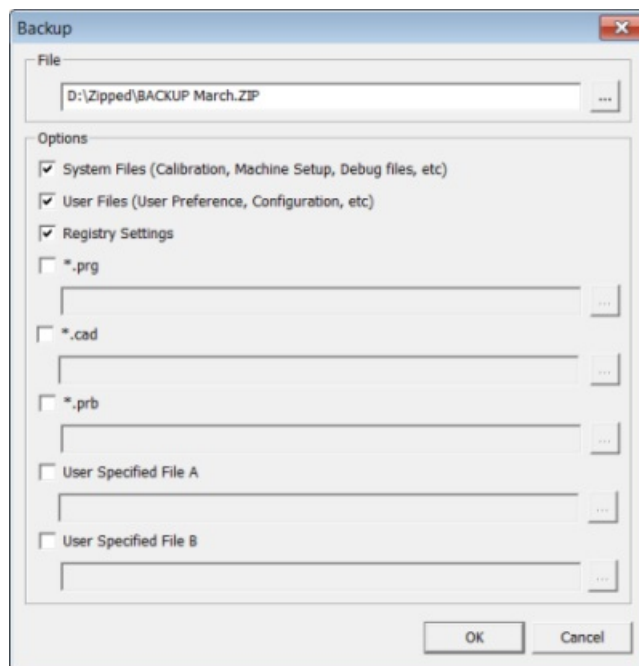 Backup
File
D:\Zipped\BACKUP March.ZIP
...
Options
System Files (Calibration, Machine Setup, Debug files, etc)
User Files (User Preference, Configuration, etc)
Registry Settings
*.prg
...
*.cad
...
*.prb
...
User Specified File A
...
User Specified File B
...
OK Cancel